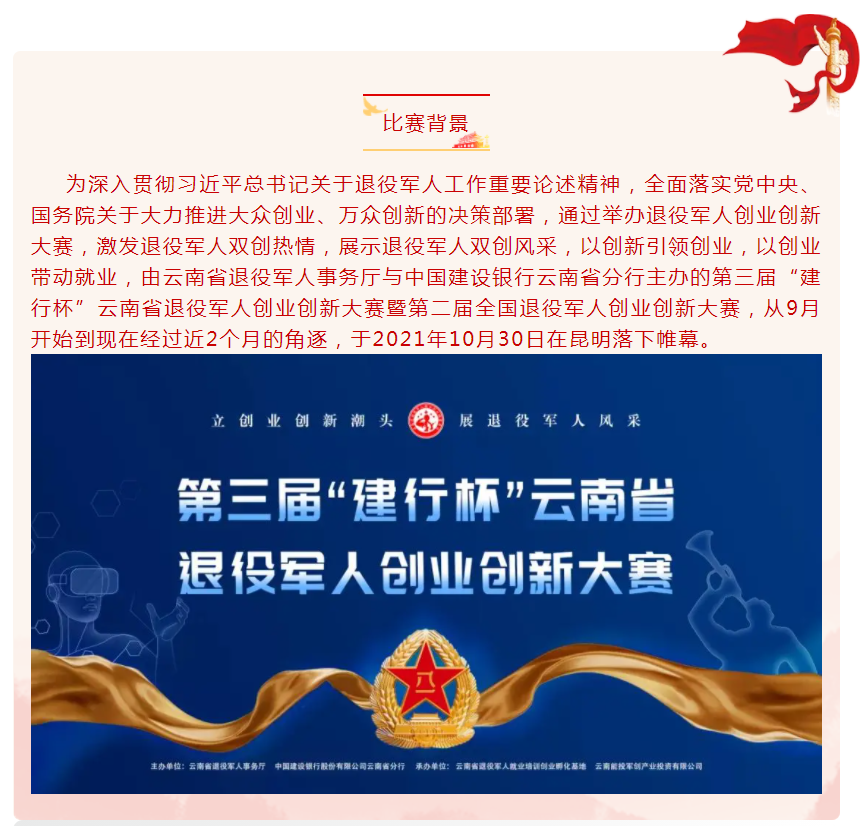 比赛背景
为深入贯彻习近平总书记关于退役军人工作重要论述精神，全面落实党中央、
国务院关于大力推进大众创业、万众创新的决策部署，通过举办退役军人创业创新
大赛，激发退役军人双创热情，展示退役军人双创风采，以创新引领创业，以创业
带动就业，由云南省退役军人事务厅与中国建设银行云南省分行主办的第三届“建
行杯”云南省退役军人创业创新大赛暨第二届全国退役军人创业创新大赛，从9月
开始到现在经过近2个月的角逐，于2021年10月30日在昆明落下帷幕。
立创业创新潮头 展退役军人风采
第三届“建行杯”云南省
退役军人创业创新大赛
八一
主办单位：云南省退役军人事务厅 中国建设银行股份有限公司云南省分行 承办单位：云南省退役军人就业培训创业孵化基地 云南能投军创产业投资有限公司